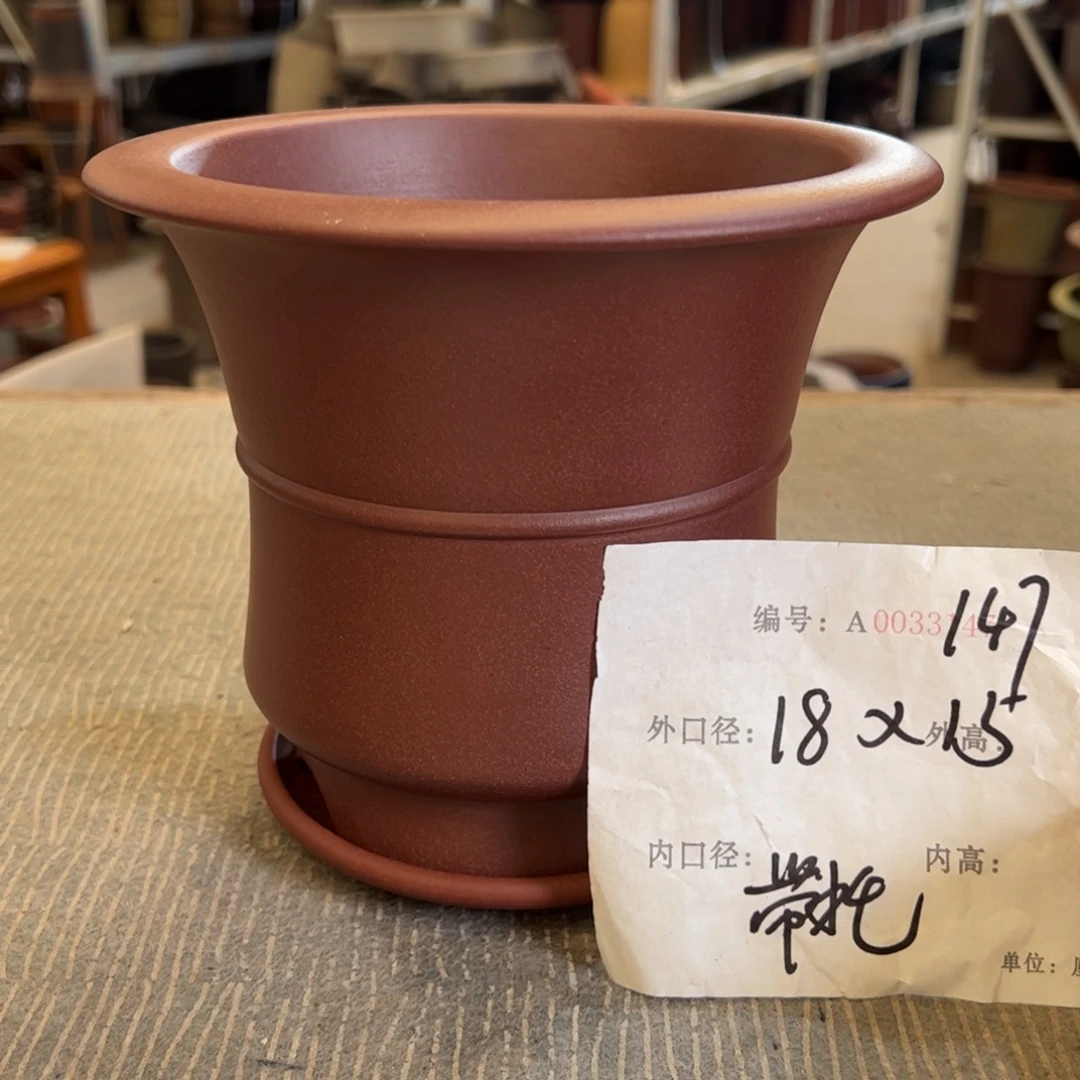 编号：A0033 147
外口径：18×15 外高：
内口径：带托 内高：
单位：